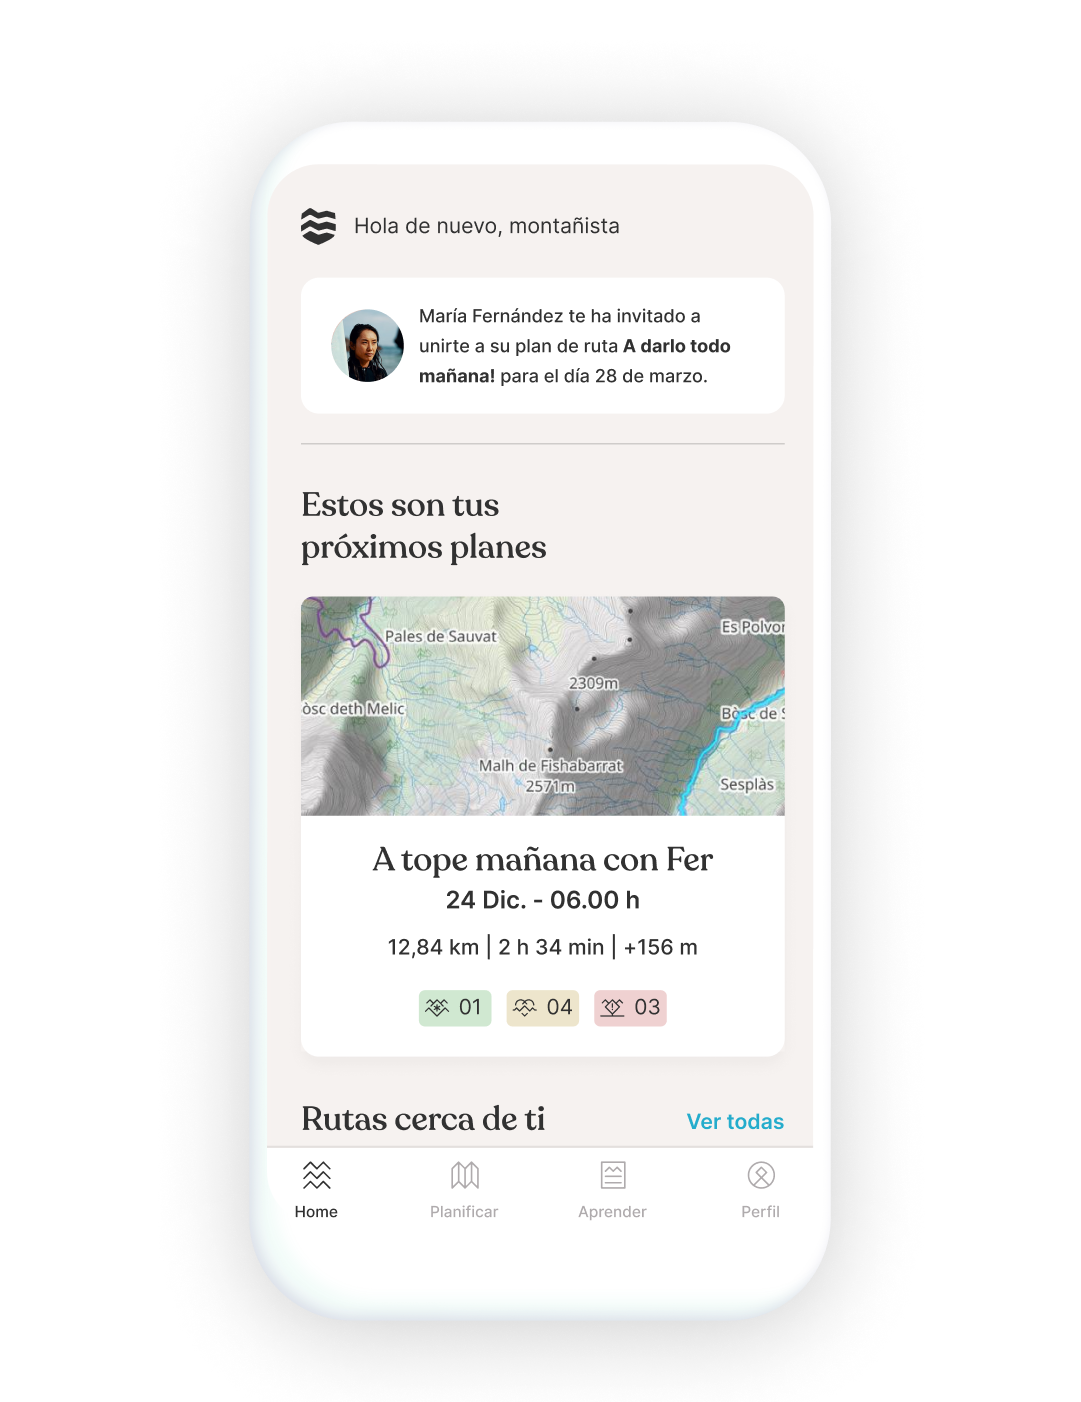 Hola de nuevo, montañista
María Fernández te ha invitado a
unirte a su plan de ruta A darlo todo
mañana! para el día 28 de marzo.
Estos son tus
próximos planes
Pales de Sauvat
Es Polvor
2309m
òsc deth Melic
Bòsc de S
Malh de Fishabarrat
2571m
Sesplàs
A tope mañana con Fer
24 Dic. - 06.00 h
12,84 km | 2 h 34 min | +156 m
01 04 03
Rutas cerca de ti
Ver todas
Home Planificar Aprender Perfil